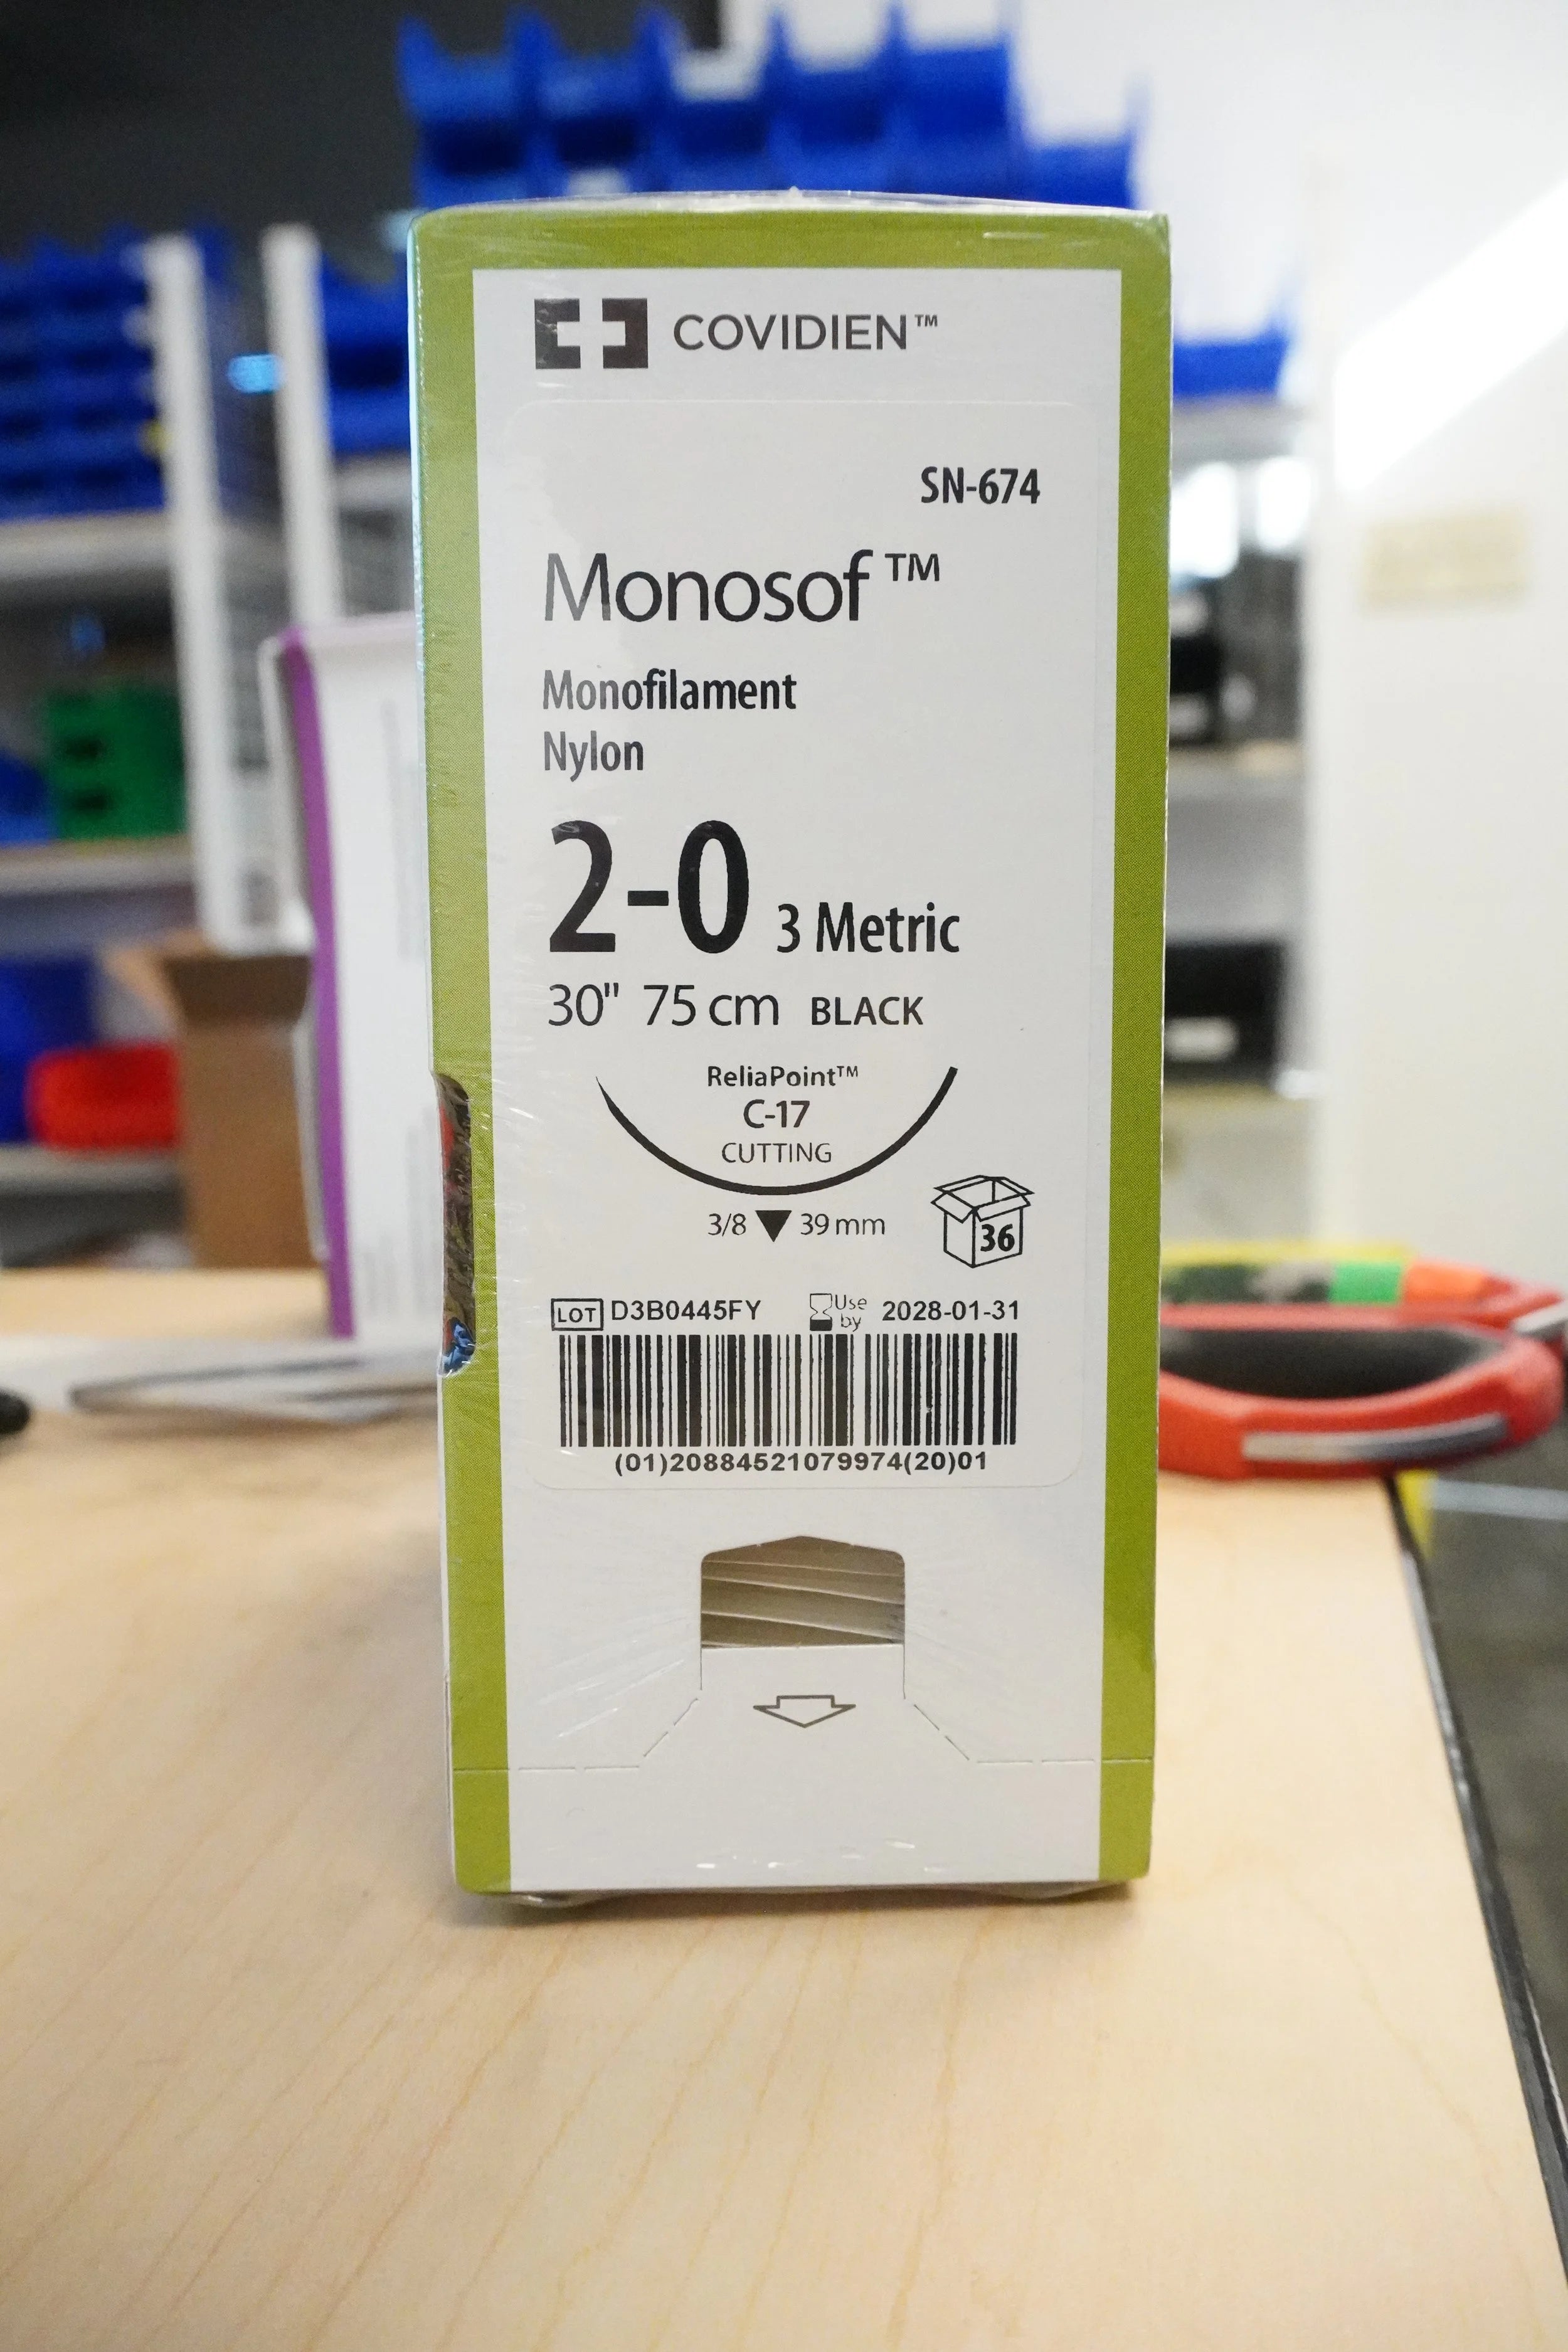 COVIDIEN™
SN-674
Monosof™
Monofilament
Nylon
2-0 3 Metric
30" 75 cm BLACK
ReliaPoint™
C-17
CUTTING
3/8 39 mm
36
LOT D3B0445FY Use by 2028-01-31
(01)20884521079974(20)01